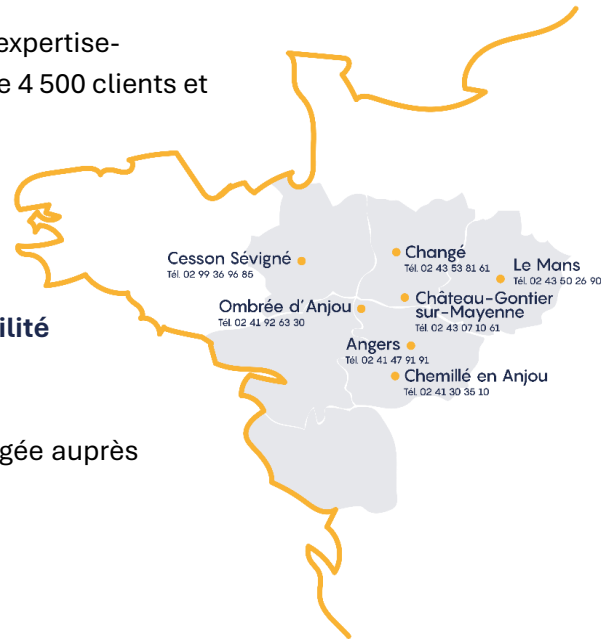 expertise-
e 4 500 clients et
Cesson Sévigné
Tél. 02 99 36 96 85
Changé
Tél. 02 43 53 81 61
Le Mans
Tél. 02 43 50 26 90
Ombrée d'Anjou
Tél. 02 41 92 63 30
Château-Gontier
sur-Mayenne
Tél. 02 43 07 10 61
ilité
Angers
Tél. 02 41 47 91 91
Chemillé en Anjou
Tél. 02 41 30 35 10
gée auprès